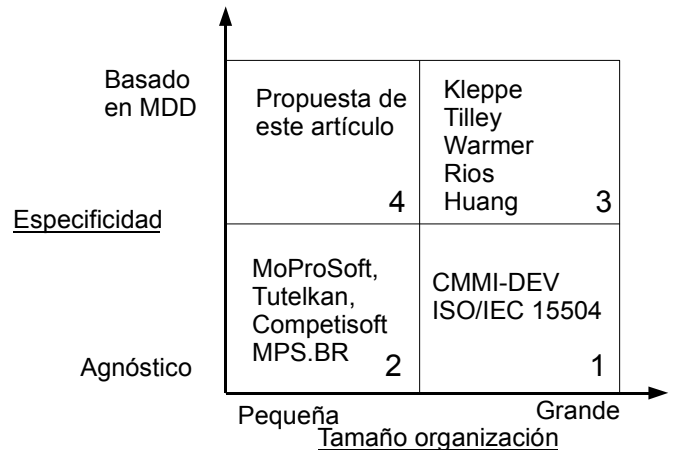 Basado
en MDD
Propuesta de
este artículo
4
Kleppe
Tilley
Warmer
Rios
Huang
3
Especificidad
MoProSoft,
Tutelkan,
Competisoft
MPS.BR
2
CMMI-DEV
ISO/IEC 15504
1
Agnóstico
Pequeña
Grande
Tamaño organización